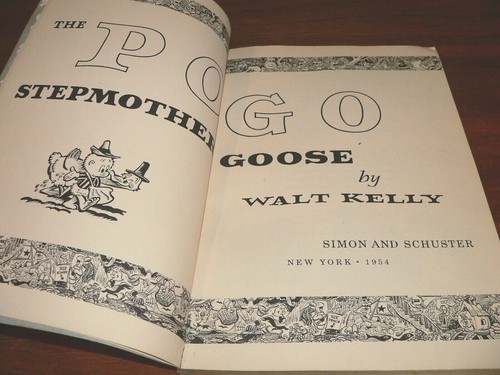 THE
POGO
STEPMOTHER GOOSE
by
WALT KELLY
SIMON AND SCHUSTER
NEW YORK · 1954